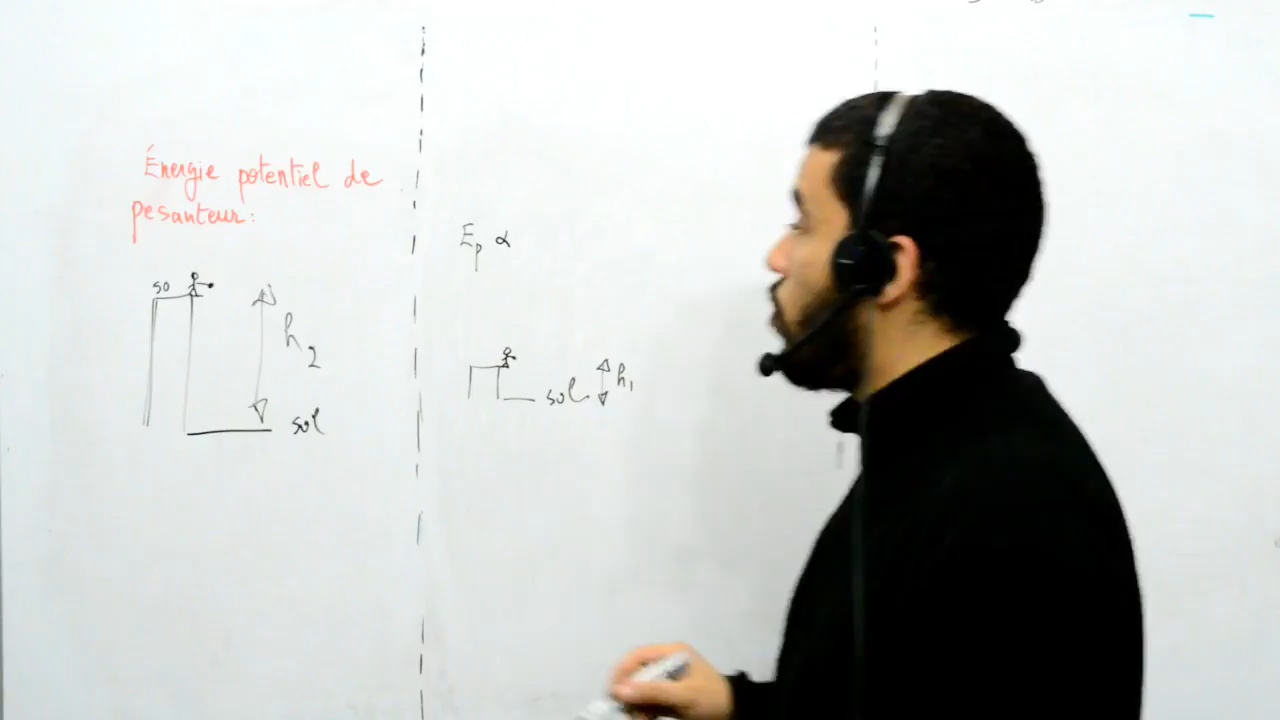 Énergie potentiel de
pesanteur:
50
h2
sol
Ep ∝
sol
h1